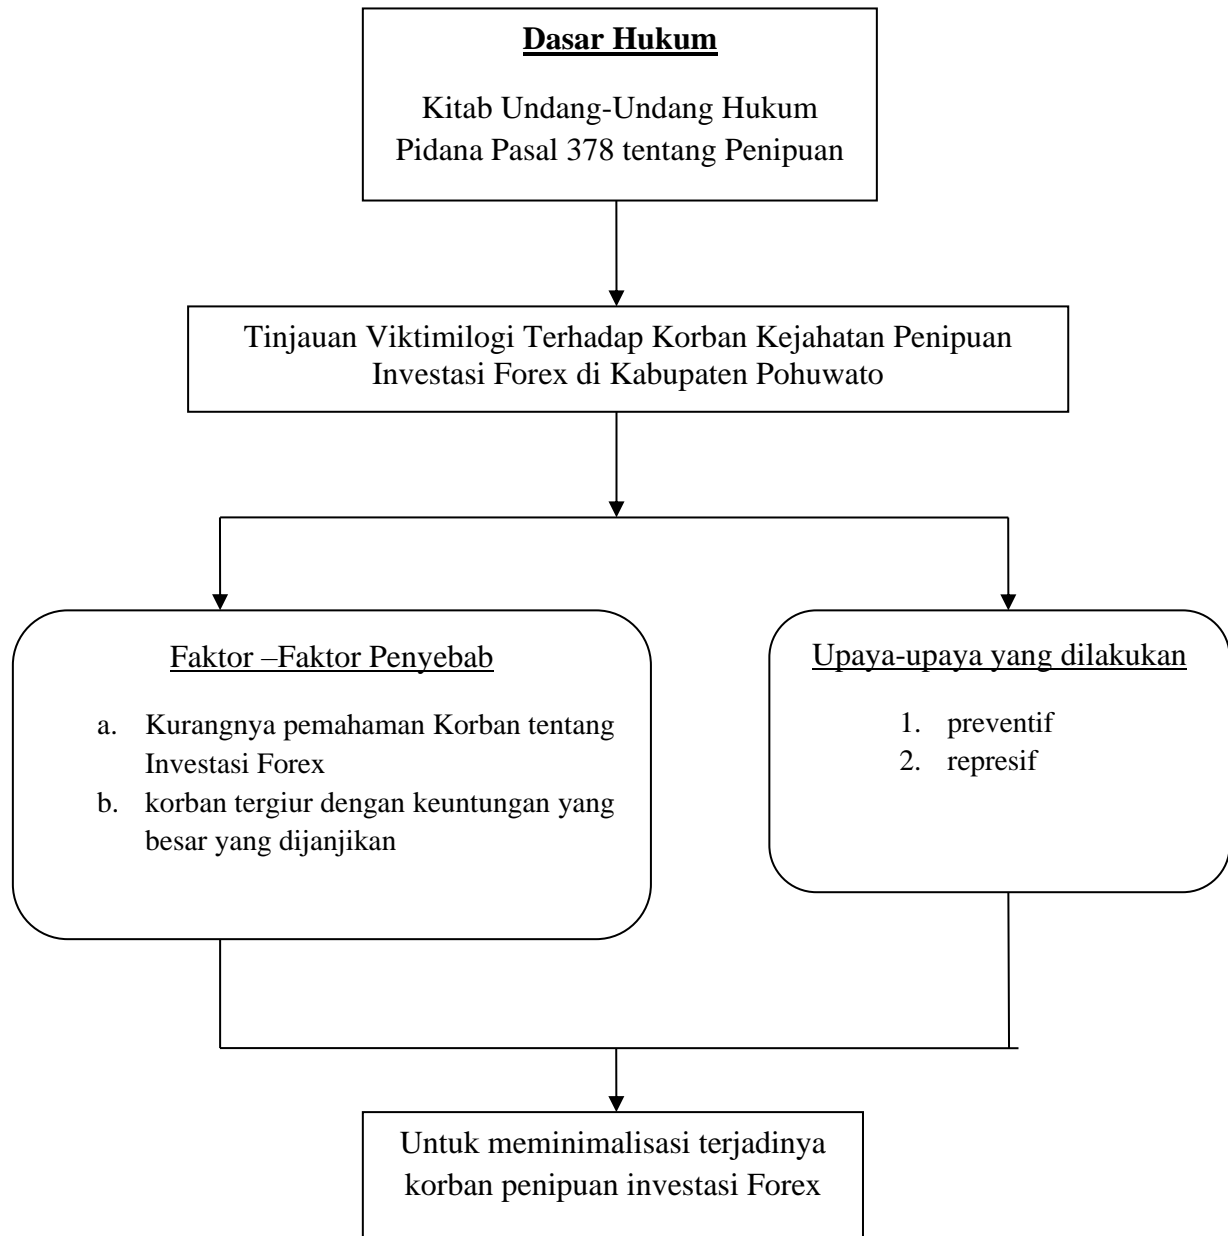 Dasar Hukum
Kitab Undang-Undang Hukum
Pidana Pasal 378 tentang Penipuan
Tinjauan Viktimilogi Terhadap Korban Kejahatan Penipuan
Investasi Forex di Kabupaten Pohuwato
Faktor –Faktor Penyebab
a. Kurangnya pemahaman Korban tentang
Investasi Forex
b. korban tergiur dengan keuntungan yang
besar yang dijanjikan
Upaya-upaya yang dilakukan
1. preventif
2. represif
Untuk meminimalisasi terjadinya
korban penipuan investasi Forex